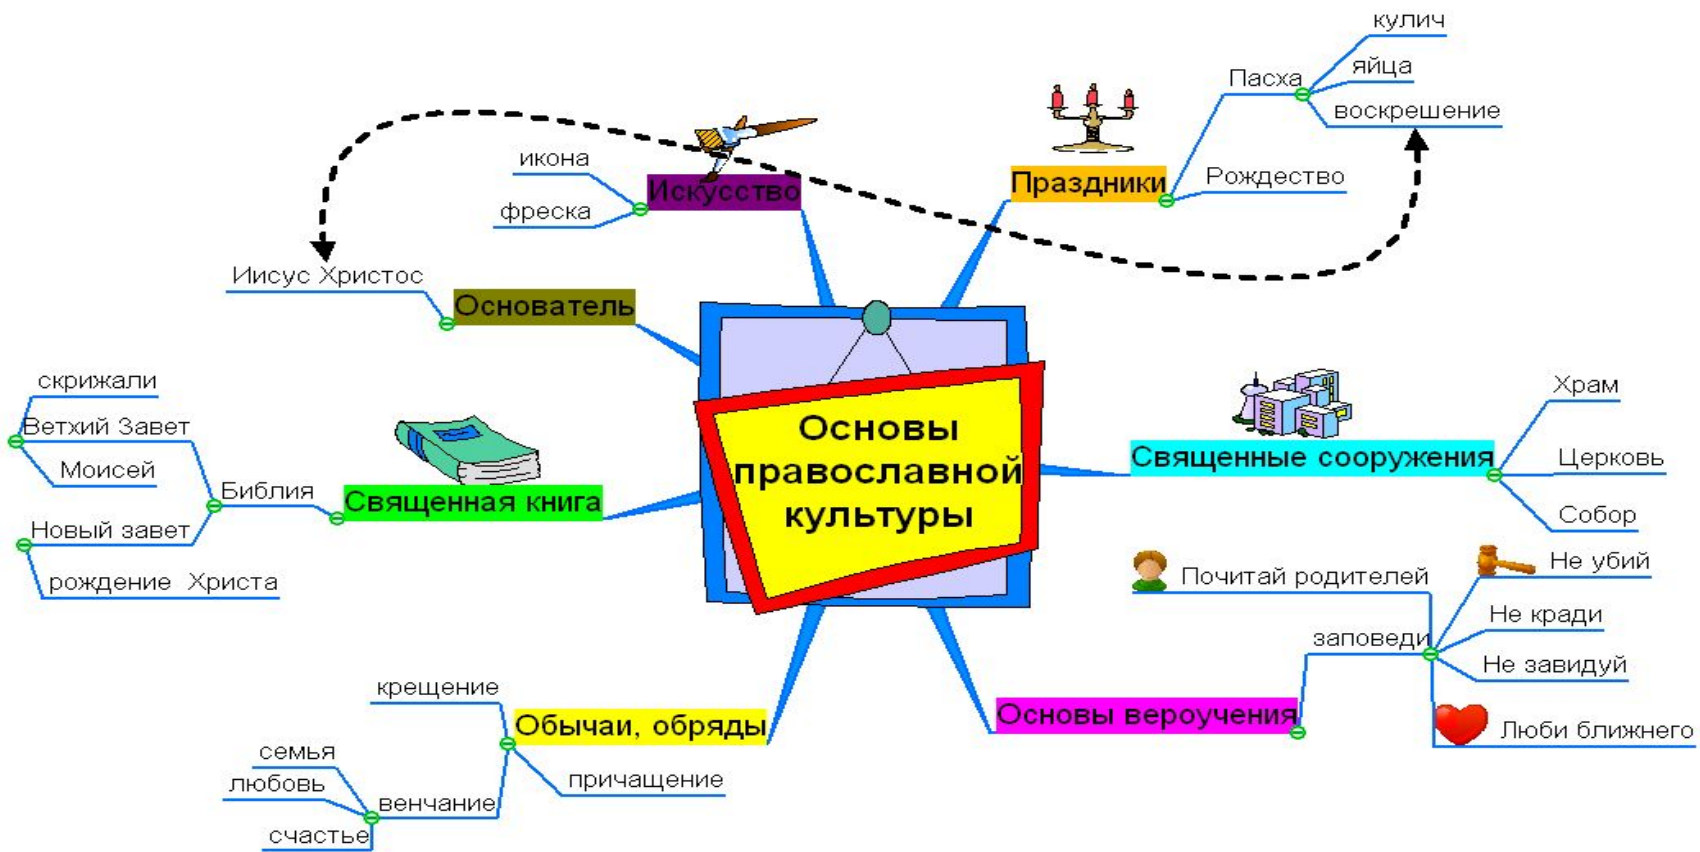 Основы
православной
культуры
Искусство
икона
фреска
Основатель
Иисус Христос
Священная книга
Библия
Ветхий Завет
скрижали
Моисей
Новый завет
рождение Христа
Обычаи, обряды
крещение
причащение
венчание
семья
любовь
счастье
Праздники
Пасха
кулич
яйца
воскрешение
Рождество
Священные сооружения
Храм
Церковь
Собор
Основы вероучения
заповеди
Почитай родителей
Не убий
Не кради
Не завидуй
Люби ближнего